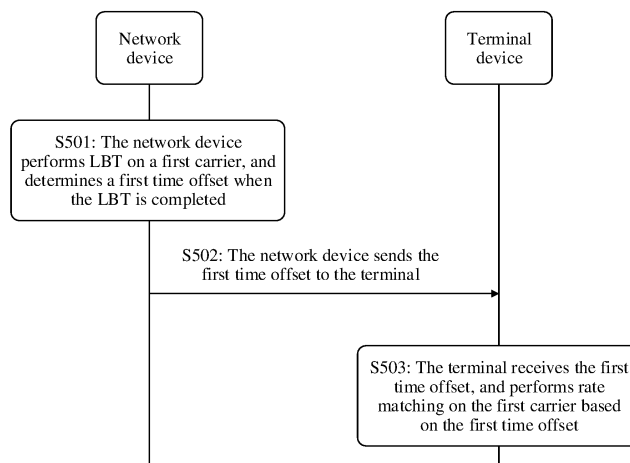 Network
device
Terminal
device
S501: The network device
performs LBT on a first carrier, and
determines a first time offset when
the LBT is completed
S502: The network device sends the
first time offset to the terminal
S503: The terminal receives the first
time offset, and performs rate
matching on the first carrier based
on the first time offset